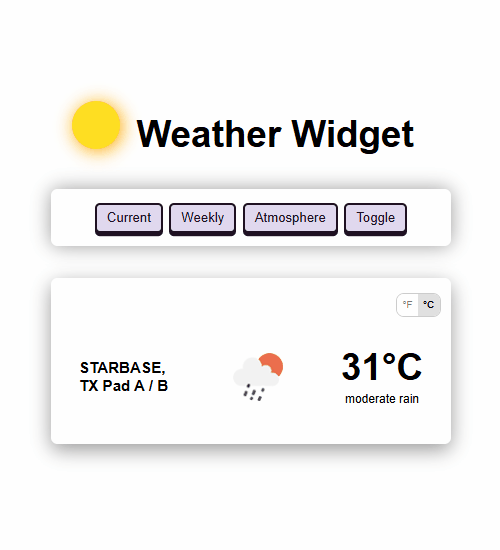 Weather Widget
Current Weekly Atmosphere Toggle
°F °C
STARBASE,
TX Pad A / B
31°C
moderate rain